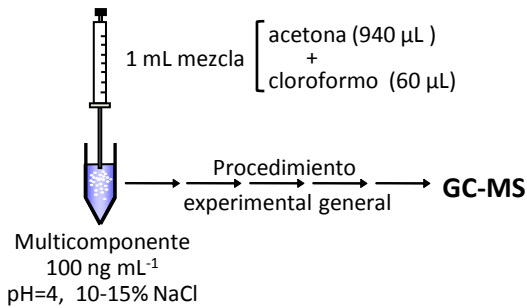 1 mL mezcla
acetona (940 µL )
+
cloroformo (60 µL)
Procedimiento
experimental general
GC-MS
Multicomponente
100 ng mL⁻¹
pH=4, 10-15% NaCl